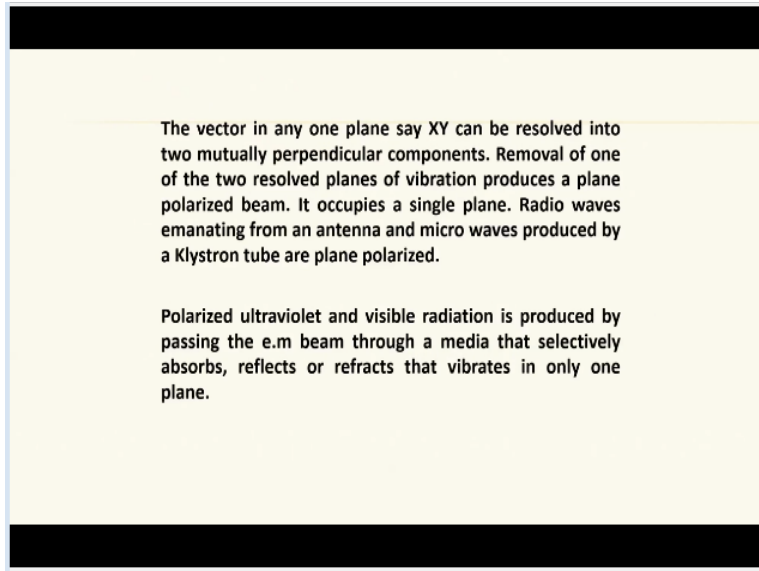 The vector in any one plane say XY can be resolved into
two mutually perpendicular components. Removal of one
of the two resolved planes of vibration produces a plane
polarized beam. It occupies a single plane. Radio waves
emanating from an antenna and micro waves produced by
a Klystron tube are plane polarized.
Polarized ultraviolet and visible radiation is produced by
passing the e.m beam through a media that selectively
absorbs, reflects or refracts that vibrates in only one
plane.